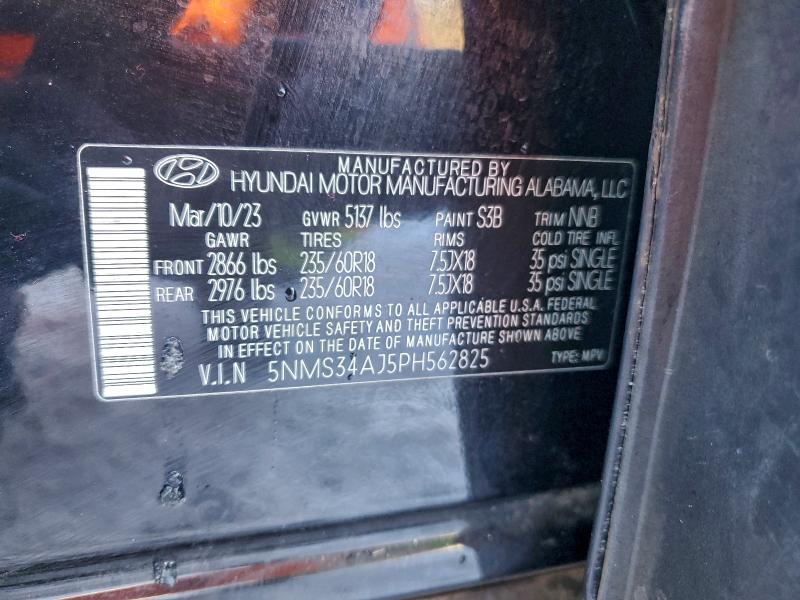 MANUFACTURED BY
HYUNDAI MOTOR MANUFACTURING ALABAMA, LLC
Mar/10/23 GVWR 5137 lbs PAINT S3B TRIM NNB
GAWR TIRES RIMS COLD TIRE INFL
FRONT 2866 lbs 235/60R18 7.5JX18 35 psi SINGLE
REAR 2976 lbs 235/60R18 7.5JX18 35 psi SINGLE
THIS VEHICLE CONFORMS TO ALL APPLICABLE U.S.A. FEDERAL
MOTOR VEHICLE SAFETY AND THEFT PREVENTION STANDARDS
IN EFFECT ON THE DATE OF MANUFACTURE SHOWN ABOVE
V.I.N 5NMS34AJ5PH562825 TYPE: MPV